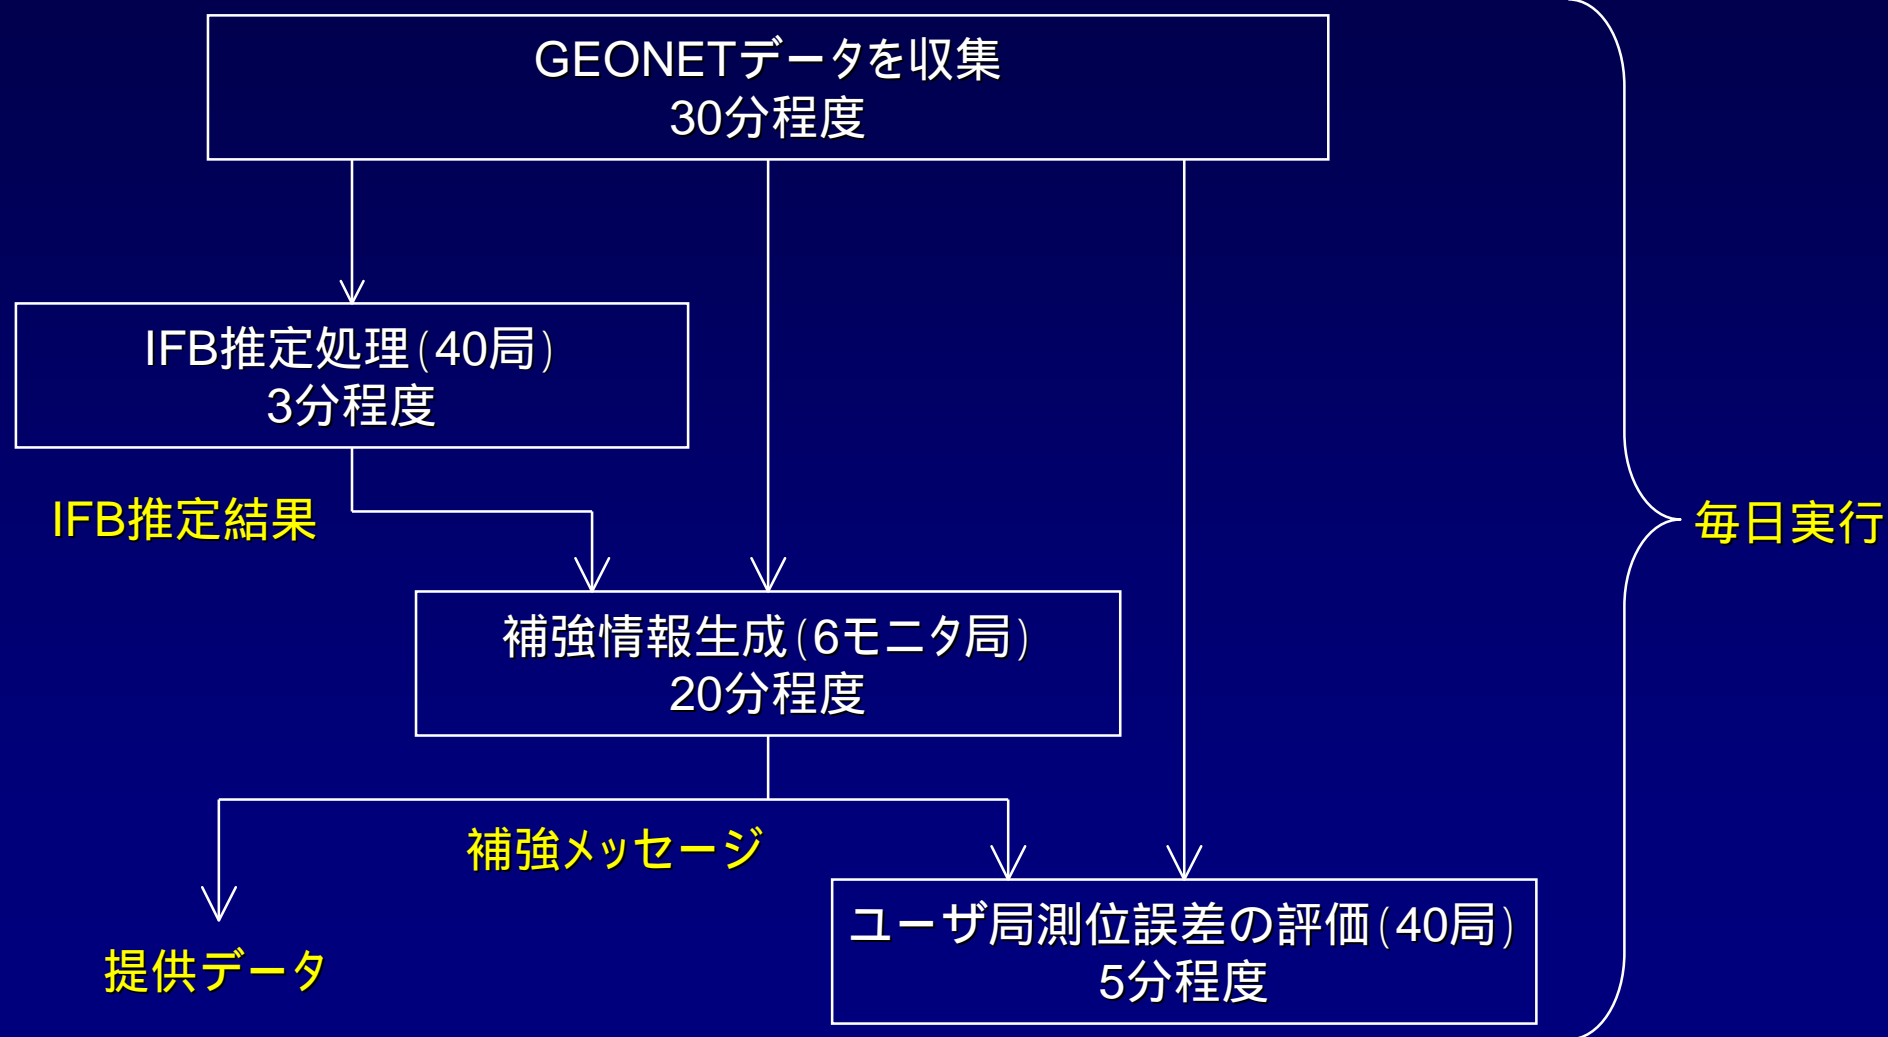 GEONETデータを収集
30分程度
IFB推定処理(40局)
3分程度
IFB推定結果
毎日実行
補強情報生成(6モニタ局)
20分程度
補強メッセージ
提供データ
ユーザ局測位誤差の評価(40局)
5分程度